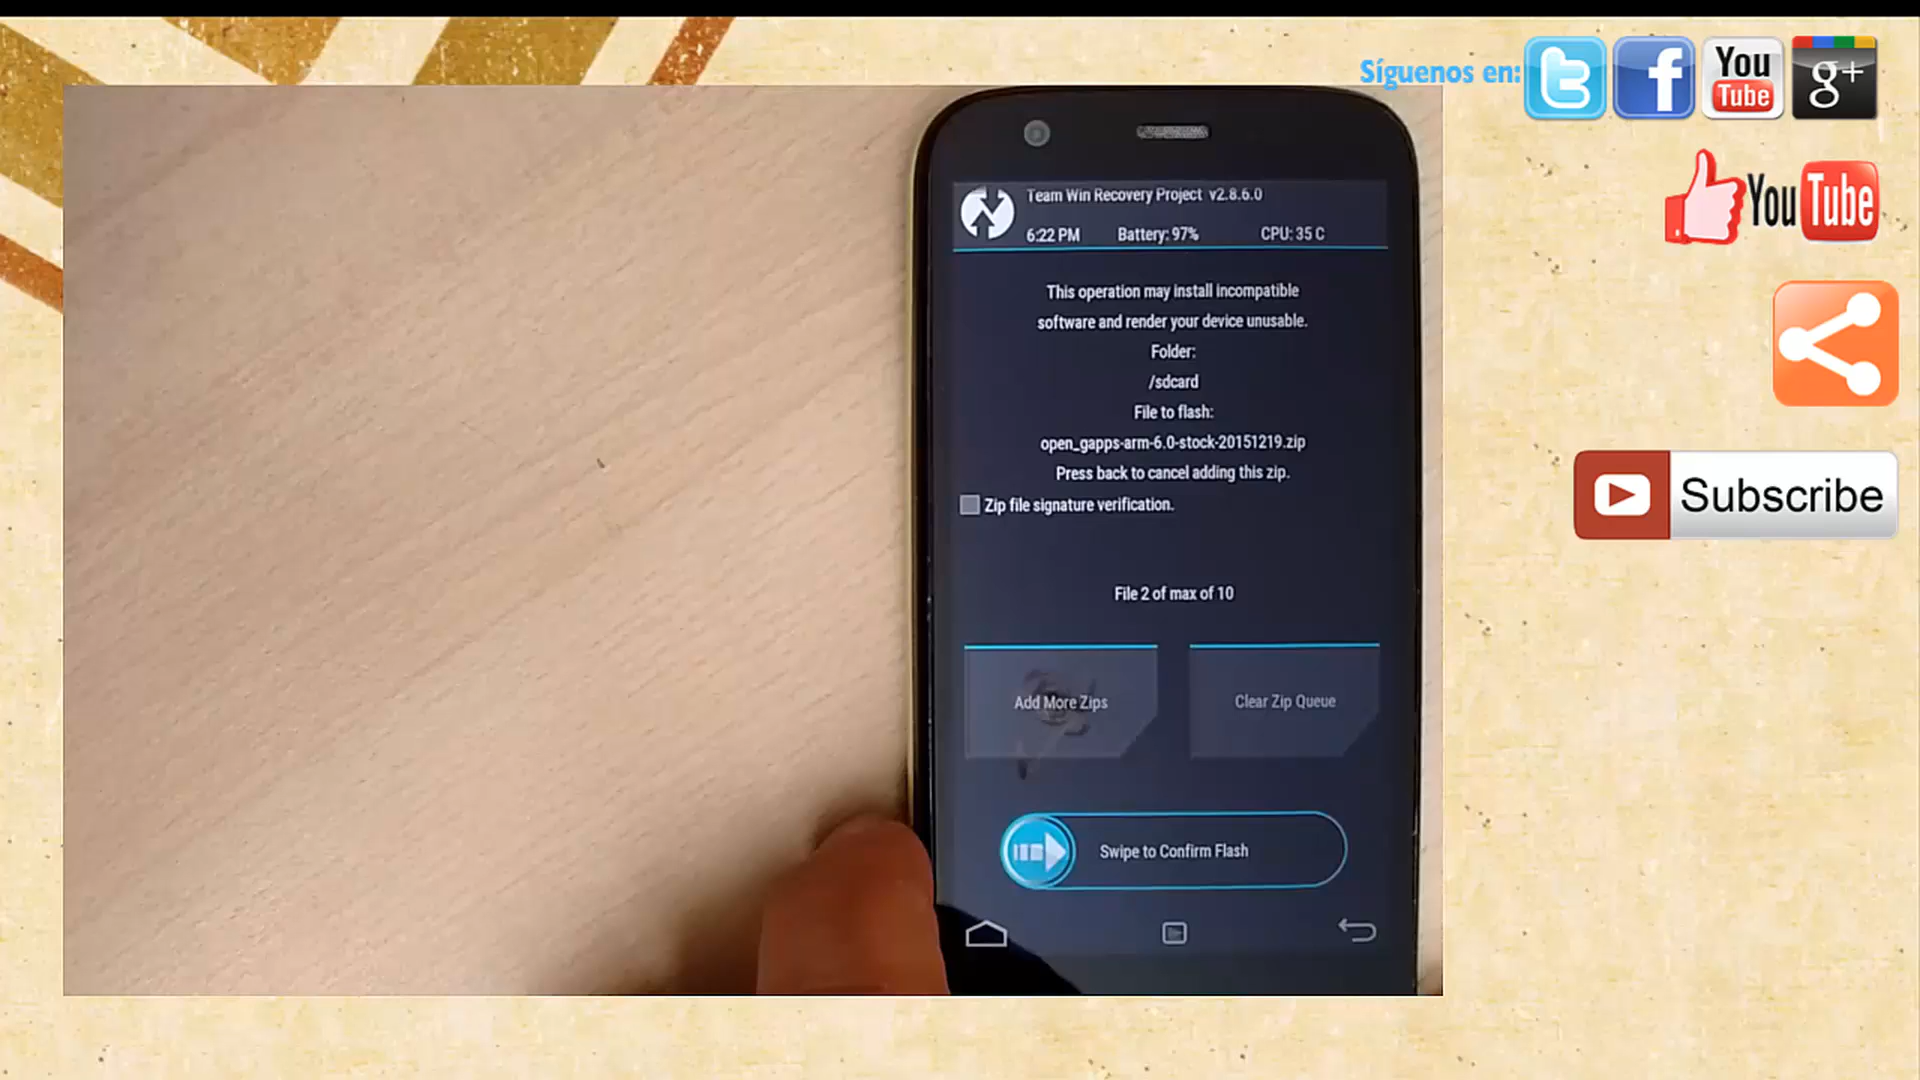 Síguenos en:
You
Tube
g+
You Tube
Subscribe
Team Win Recovery Project v2.8.6.0
6:22 PM Battery: 97% CPU: 35 C
This operation may install incompatible
software and render your device unusable.
Folder:
/sdcard
File to flash:
open_gapps-arm-6.0-stock-20151219.zip
Press back to cancel adding this zip.
Zip file signature verification.
File 2 of max of 10
Add More Zips
Clear Zip Queue
Swipe to Confirm Flash